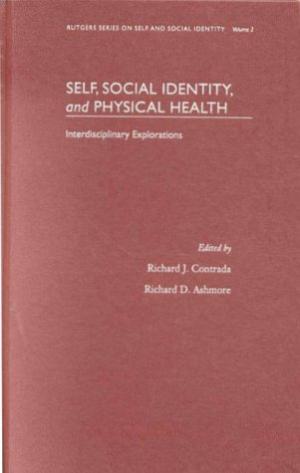 RUTGERS SERIES ON SELF AND SOCIAL IDENTITY Volume 2
SELF, SOCIAL IDENTITY,
and PHYSICAL HEALTH
Interdisciplinary Explorations
Edited by
Richard J. Contrada
Richard D. Ashmore